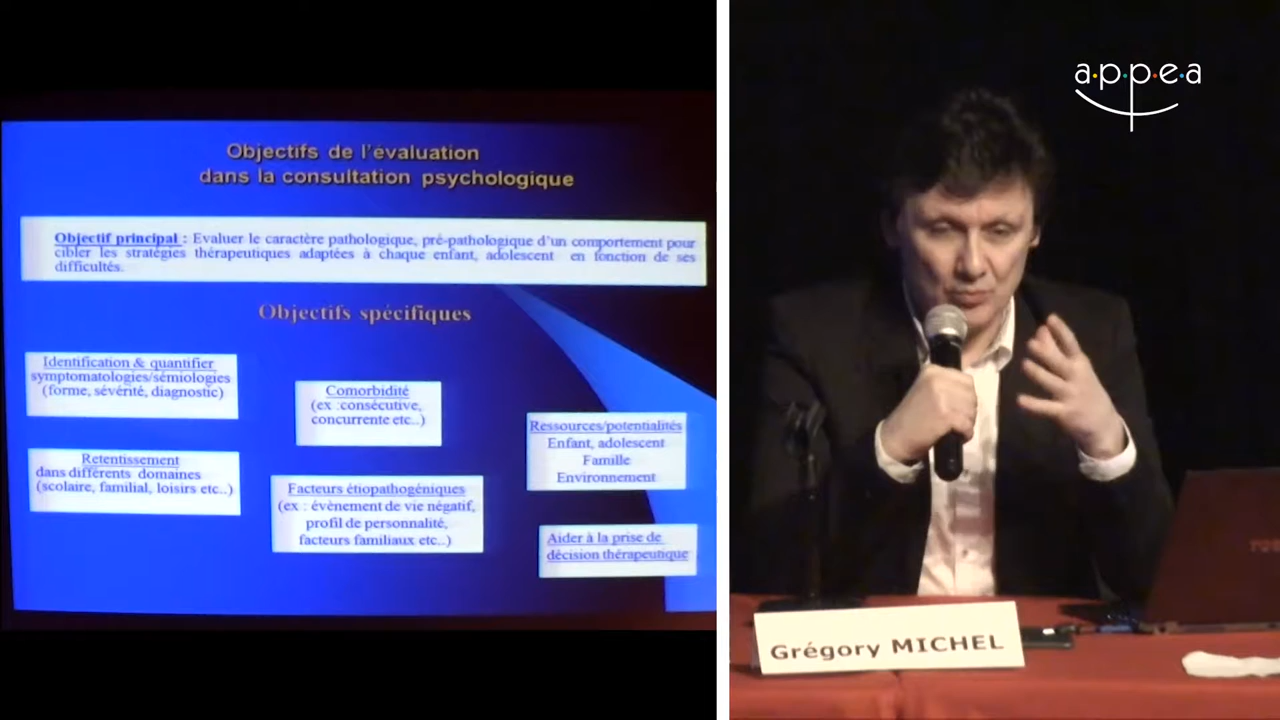 Objectifs de l'évaluation
dans la consultation psychologique
Objectif principal : Evaluer le caractère pathologique, pré-pathologique d'un comportement pour
cibler les stratégies thérapeutiques adaptées à chaque enfant, adolescent en fonction de ses
difficultés.
Objectifs spécifiques
Identification & quantifier
symptomatologies/sémiologies
(forme, sévérité, diagnostic)
Retentissement
dans différents domaines
(scolaire, familial, loisirs etc..)
Comorbidité
(ex :consécutive,
concurrente etc..)
Facteurs étiopathogéniques
(ex : évènement de vie négatif,
profil de personnalité,
facteurs familiaux etc..)
Ressources/potentialités
Enfant, adolescent
Famille
Environnement
Aider à la prise de
décision thérapeutique
a·p·p·e·a
Grégory MICHEL